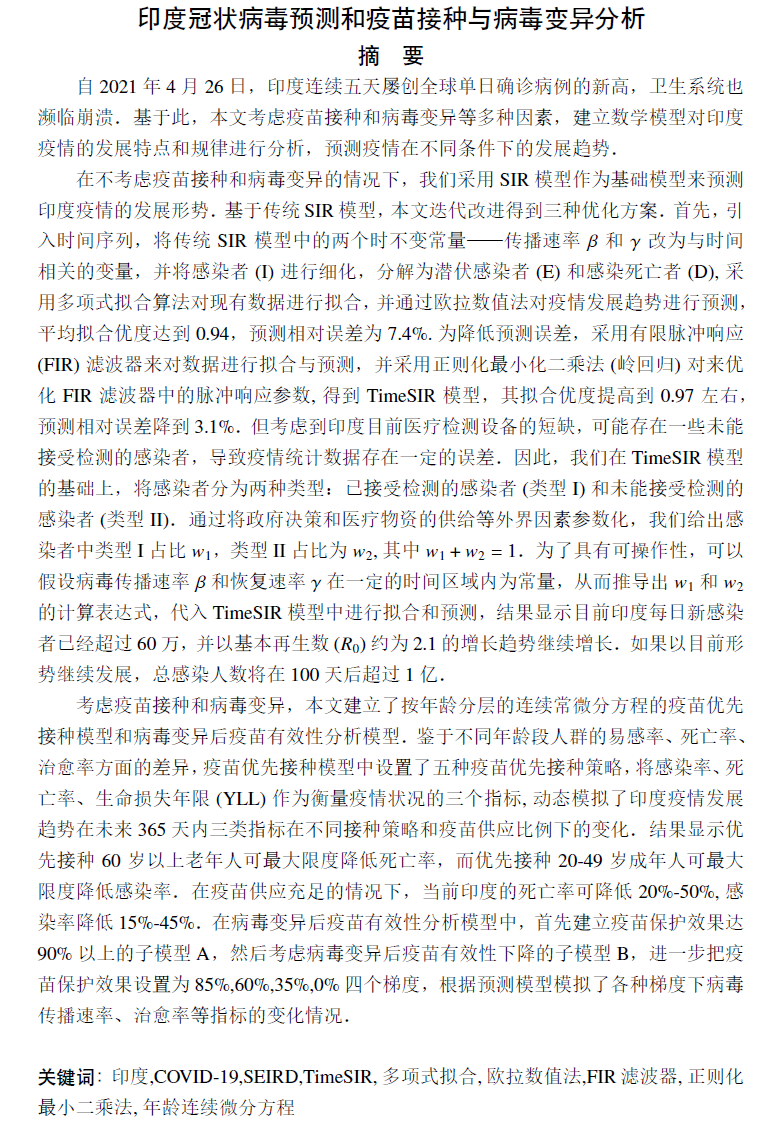 印度冠状病毒预测和疫苗接种与病毒变异分析
摘 要
自 2021 年 4 月 26 日，印度连续五天屡创全球单日确诊病例的新高，卫生系统也
濒临崩溃．基于此，本文考虑疫苗接种和病毒变异等多种因素，建立数学模型对印度
疫情的发展特点和规律进行分析，预测疫情在不同条件下的发展趋势．
在不考虑疫苗接种和病毒变异的情况下，我们采用 SIR 模型作为基础模型来预测
印度疫情的发展形势．基于传统 SIR 模型，本文迭代改进得到三种优化方案．首先，引
入时间序列，将传统 SIR 模型中的两个时不变常量——传播速率 β 和 γ 改为与时间
相关的变量，并将感染者 (I) 进行细化，分解为潜伏感染者 (E) 和感染死亡者 (D), 采
用多项式拟合算法对现有数据进行拟合，并通过欧拉数值法对疫情发展趋势进行预测，
平均拟合优度达到 0.94，预测相对误差为 7.4%. 为降低预测误差，采用有限脉冲响应
(FIR) 滤波器来对数据进行拟合与预测，并采用正则化最小化二乘法 (岭回归) 对来优
化 FIR 滤波器中的脉冲响应参数, 得到 TimeSIR 模型，其拟合优度提高到 0.97 左右，
预测相对误差降到 3.1%．但考虑到印度目前医疗检测设备的短缺，可能存在一些未能
接受检测的感染者，导致疫情统计数据存在一定的误差．因此，我们在 TimeSIR 模型
的基础上，将感染者分为两种类型：已接受检测的感染者 (类型 I) 和未能接受检测的
感染者 (类型 II)．通过将政府决策和医疗物资的供给等外界因素参数化，我们给出感
染者中类型 I 占比 w₁，类型 II 占比为 w₂, 其中 w₁ + w₂ = 1．为了具有可操作性，可以
假设病毒传播速率 β 和恢复速率 γ 在一定的时间区域内为常量，从而推导出 w₁ 和 w₂
的计算表达式，代入 TimeSIR 模型中进行拟合和预测，结果显示目前印度每日新感染
者已经超过 60 万，并以基本再生数 (R₀) 约为 2.1 的增长趋势继续增长．如果以目前形
势继续发展，总感染人数将在 100 天后超过 1 亿．
考虑疫苗接种和病毒变异，本文建立了按年龄分层的连续常微分方程的疫苗优先
接种模型和病毒变异后疫苗有效性分析模型．鉴于不同年龄段人群的易感率、死亡率、
治愈率方面的差异，疫苗优先接种模型中设置了五种疫苗优先接种策略，将感染率、死
亡率、生命损失年限 (YLL) 作为衡量疫情状况的三个指标, 动态模拟了印度疫情发展
趋势在未来 365 天内三类指标在不同接种策略和疫苗供应比例下的变化．结果显示优
先接种 60 岁以上老年人可最大限度降低死亡率，而优先接种 20-49 岁成年人可最大
限度降低感染率．在疫苗供应充足的情况下，当前印度的死亡率可降低 20%-50%, 感
染率降低 15%-45%．在病毒变异后疫苗有效性分析模型中，首先建立疫苗保护效果达
90% 以上的子模型 A，然后考虑病毒变异后疫苗有效性下降的子模型 B，进一步把疫
苗保护效果设置为 85%,60%,35%,0% 四个梯度，根据预测模型模拟了各种梯度下病毒
传播速率、治愈率等指标的变化情况．
关键词：印度,COVID-19,SEIRD,TimeSIR, 多项式拟合, 欧拉数值法,FIR 滤波器, 正则化
最小二乘法, 年龄连续微分方程